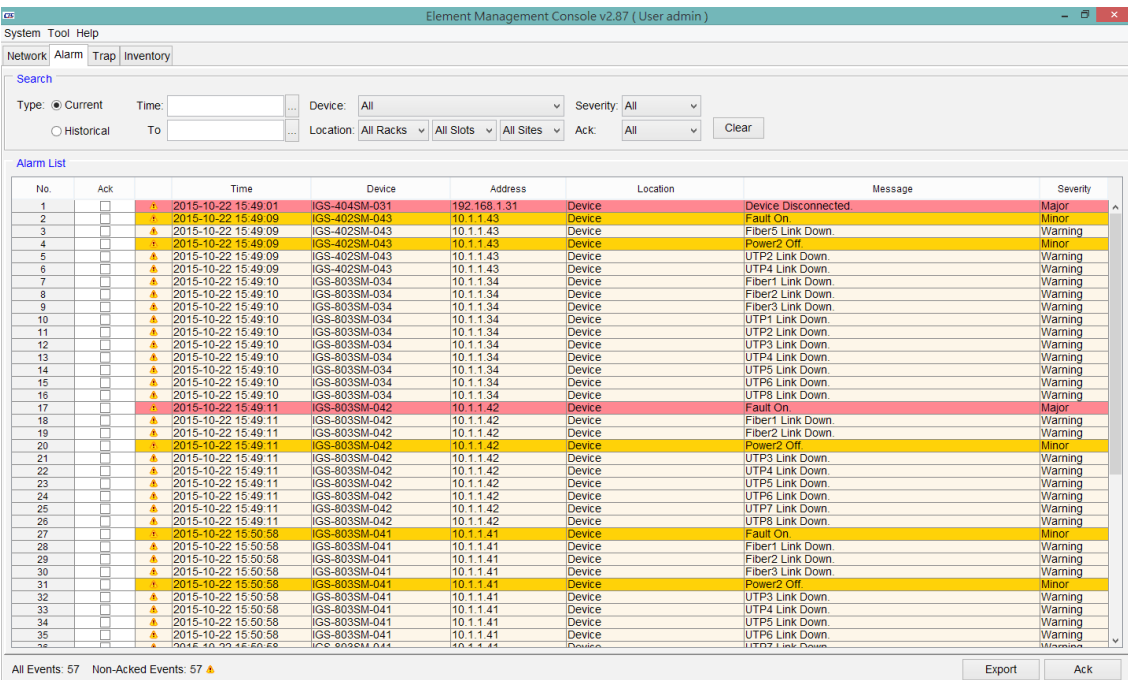 CTS Element Management Console v2.87 ( User admin )
System Tool Help
Network Alarm Trap Inventory
Search
Type: Current Time: ... Device: All Severity: All
Historical To ... Location: All Racks All Slots All Sites Ack: All Clear
Alarm List
No. Ack Time Device Address Location Message Severity
1 2015-10-22 15:49:01 IGS-404SM-031 192.168.1.31 Device Device Disconnected. Major
2 2015-10-22 15:49:09 IGS-402SM-043 10.1.1.43 Device Fault On. Minor
3 2015-10-22 15:49:09 IGS-402SM-043 10.1.1.43 Device Fiber5 Link Down. Warning
4 2015-10-22 15:49:09 IGS-402SM-043 10.1.1.43 Device Power2 Off. Minor
5 2015-10-22 15:49:09 IGS-402SM-043 10.1.1.43 Device UTP2 Link Down. Warning
6 2015-10-22 15:49:09 IGS-402SM-043 10.1.1.43 Device UTP4 Link Down. Warning
7 2015-10-22 15:49:10 IGS-803SM-034 10.1.1.34 Device Fiber1 Link Down. Warning
8 2015-10-22 15:49:10 IGS-803SM-034 10.1.1.34 Device Fiber2 Link Down. Warning
9 2015-10-22 15:49:10 IGS-803SM-034 10.1.1.34 Device Fiber3 Link Down. Warning
10 2015-10-22 15:49:10 IGS-803SM-034 10.1.1.34 Device UTP1 Link Down. Warning
11 2015-10-22 15:49:10 IGS-803SM-034 10.1.1.34 Device UTP2 Link Down. Warning
12 2015-10-22 15:49:10 IGS-803SM-034 10.1.1.34 Device UTP3 Link Down. Warning
13 2015-10-22 15:49:10 IGS-803SM-034 10.1.1.34 Device UTP4 Link Down. Warning
14 2015-10-22 15:49:10 IGS-803SM-034 10.1.1.34 Device UTP5 Link Down. Warning
15 2015-10-22 15:49:10 IGS-803SM-034 10.1.1.34 Device UTP6 Link Down. Warning
16 2015-10-22 15:49:10 IGS-803SM-034 10.1.1.34 Device UTP8 Link Down. Warning
17 2015-10-22 15:49:11 IGS-803SM-042 10.1.1.42 Device Fault On. Major
18 2015-10-22 15:49:11 IGS-803SM-042 10.1.1.42 Device Fiber1 Link Down. Warning
19 2015-10-22 15:49:11 IGS-803SM-042 10.1.1.42 Device Fiber2 Link Down. Warning
20 2015-10-22 15:49:11 IGS-803SM-042 10.1.1.42 Device Power2 Off. Minor
21 2015-10-22 15:49:11 IGS-803SM-042 10.1.1.42 Device UTP3 Link Down. Warning
22 2015-10-22 15:49:11 IGS-803SM-042 10.1.1.42 Device UTP4 Link Down. Warning
23 2015-10-22 15:49:11 IGS-803SM-042 10.1.1.42 Device UTP5 Link Down. Warning
24 2015-10-22 15:49:11 IGS-803SM-042 10.1.1.42 Device UTP6 Link Down. Warning
25 2015-10-22 15:49:11 IGS-803SM-042 10.1.1.42 Device UTP7 Link Down. Warning
26 2015-10-22 15:49:11 IGS-803SM-042 10.1.1.42 Device UTP8 Link Down. Warning
27 2015-10-22 15:50:58 IGS-803SM-041 10.1.1.41 Device Fault On. Minor
28 2015-10-22 15:50:58 IGS-803SM-041 10.1.1.41 Device Fiber1 Link Down. Warning
29 2015-10-22 15:50:58 IGS-803SM-041 10.1.1.41 Device Fiber2 Link Down. Warning
30 2015-10-22 15:50:58 IGS-803SM-041 10.1.1.41 Device Fiber3 Link Down. Warning
31 2015-10-22 15:50:58 IGS-803SM-041 10.1.1.41 Device Power2 Off. Minor
32 2015-10-22 15:50:58 IGS-803SM-041 10.1.1.41 Device UTP3 Link Down. Warning
33 2015-10-22 15:50:58 IGS-803SM-041 10.1.1.41 Device UTP4 Link Down. Warning
34 2015-10-22 15:50:58 IGS-803SM-041 10.1.1.41 Device UTP5 Link Down. Warning
35 2015-10-22 15:50:58 IGS-803SM-041 10.1.1.41 Device UTP6 Link Down. Warning
36 2015-10-22 15:50:58 IGS-803SM-041 10.1.1.41 Device UTP7 Link Down. Warning
All Events: 57 Non-Acked Events: 57 Export Ack